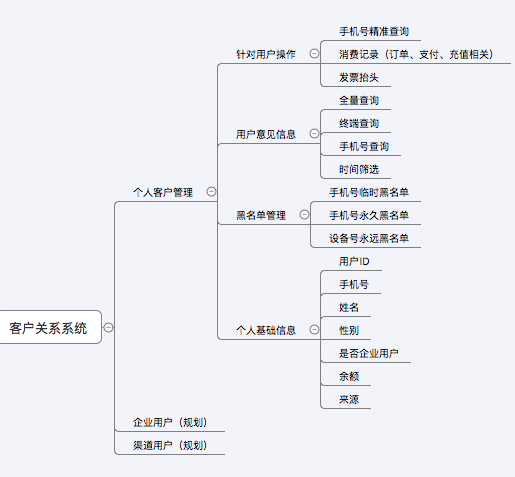 客户关系系统
个人客户管理
针对用户操作
手机号精准查询
消费记录（订单、支付、充值相关）
发票抬头
用户意见信息
全量查询
终端查询
手机号查询
时间筛选
黑名单管理
手机号临时黑名单
手机号永久黑名单
设备号永远黑名单
个人基础信息
用户ID
手机号
姓名
性别
是否企业用户
余额
来源
企业用户（规划）
渠道用户（规划）